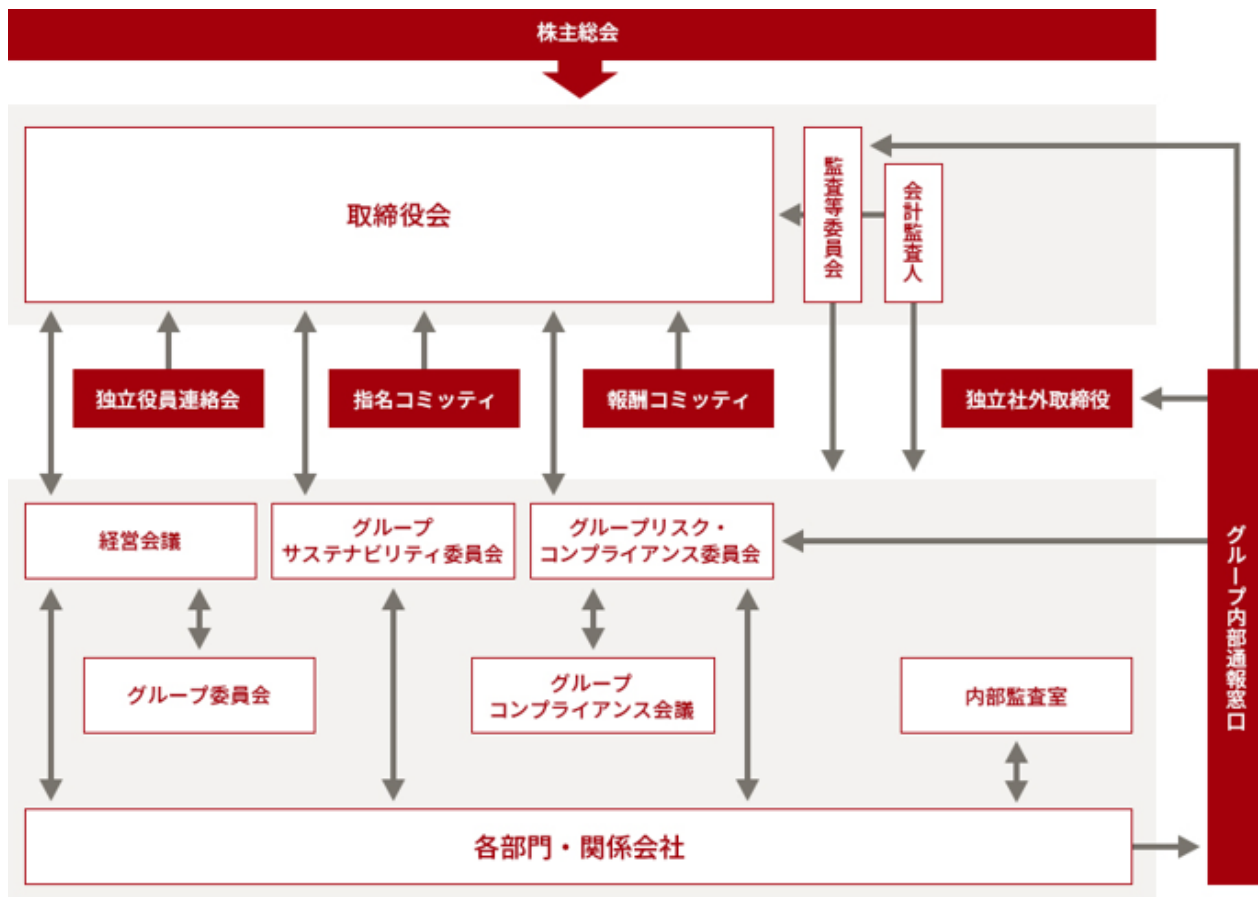 株主総会
取締役会
監査等委員会
会計監査人
独立役員連絡会
指名コミッティ
報酬コミッティ
独立社外取締役
経営会議
グループ
サステナビリティ委員会
グループリスク・
コンプライアンス委員会
グループ内部通報窓口
グループ委員会
グループ
コンプライアンス会議
内部監査室
各部門・関係会社